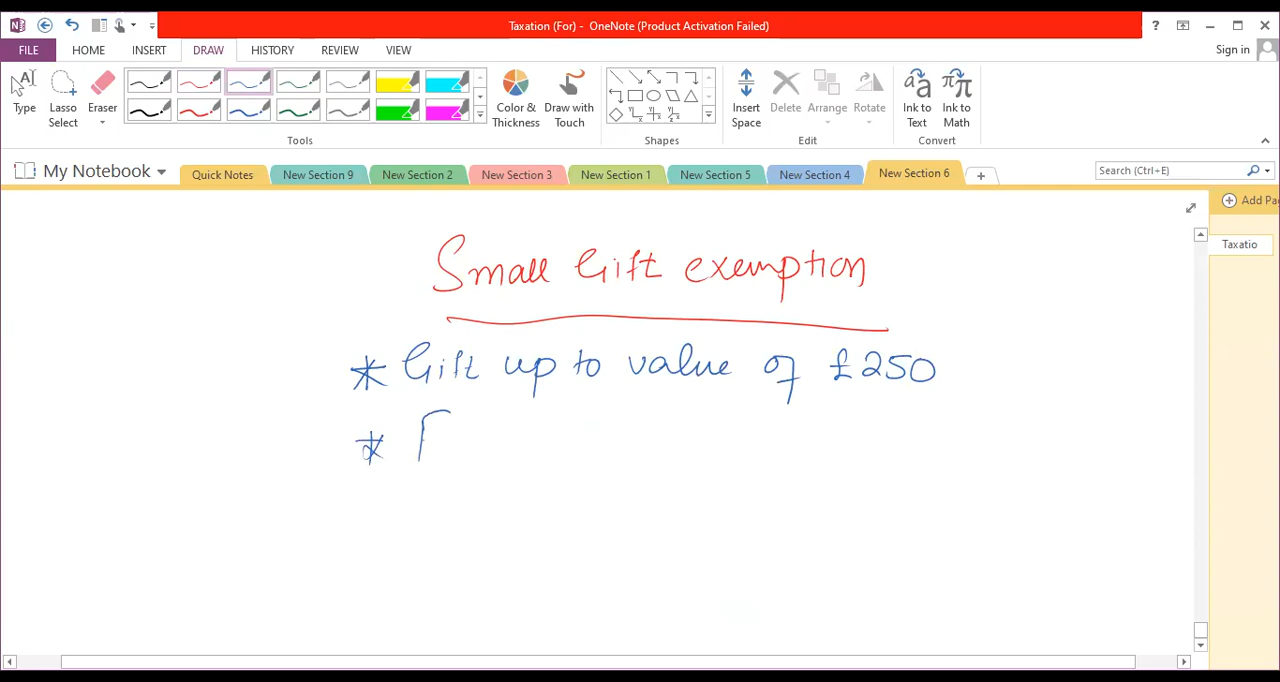 Taxation (For) - OneNote (Product Activation Failed)
FILE HOME INSERT DRAW HISTORY REVIEW VIEW Sign in
Type Lasso Select Eraser Color & Thickness Draw with Touch Insert Space Delete Arrange Rotate Ink to Text Ink to Math
Tools Shapes Edit Convert
My Notebook Quick Notes New Section 9 New Section 2 New Section 3 New Section 1 New Section 5 New Section 4 New Section 6 Search (Ctrl+E)
Add Pa
Taxatio
Small Gift exemption
* Gift up to value of £250
*